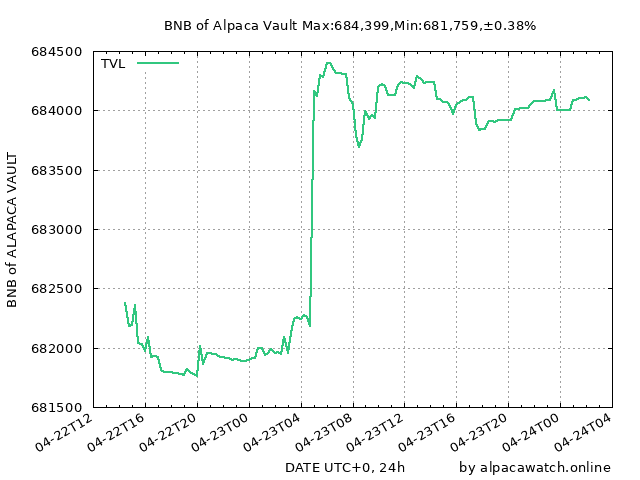 BNB of Alpaca Vault Max:684,399,Min:681,759,±0.38%
TVL
684500
684000
683500
683000
682500
682000
681500
BNB of ALAPACA VAULT
04-22T12
04-22T16
04-22T20
04-23T00
04-23T04
04-23T08
04-23T12
04-23T16
04-23T20
04-24T00
04-24T04
DATE UTC+0, 24h
by alpacawatch.online